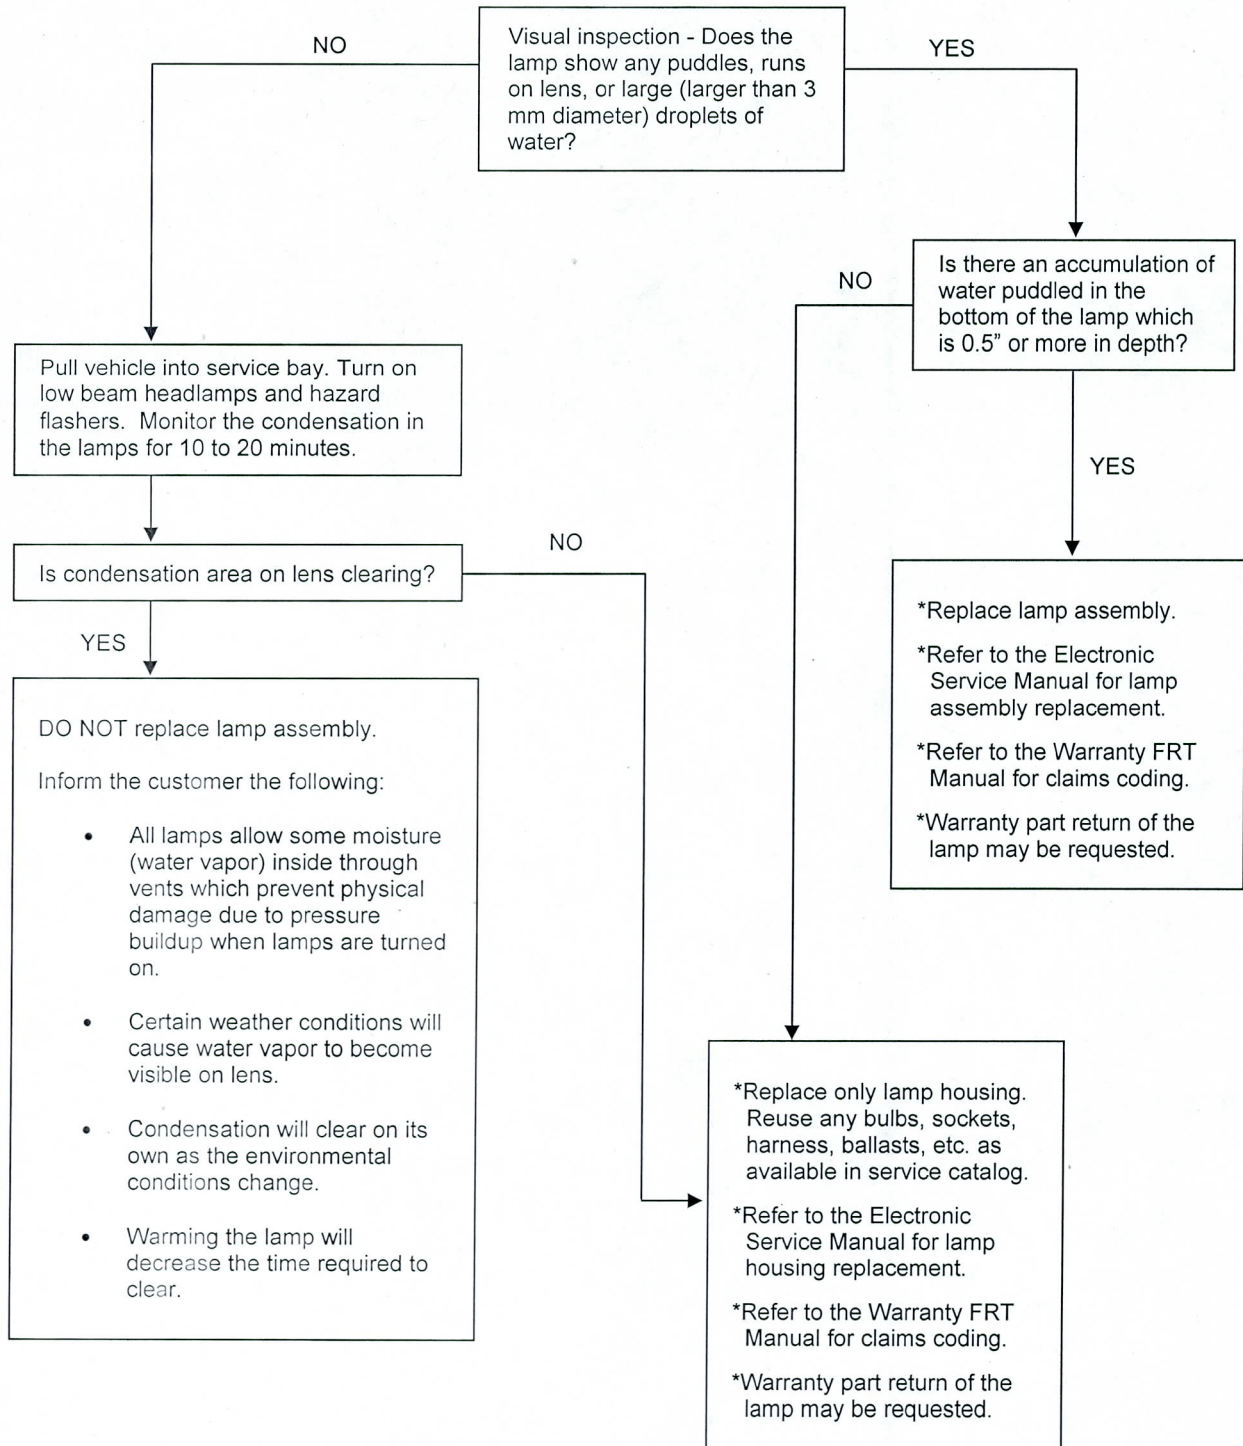 Visual inspection - Does the
lamp show any puddles, runs
on lens, or large (larger than 3
mm diameter) droplets of
water?
NO
YES
Is there an accumulation of
water puddled in the
bottom of the lamp which
is 0.5" or more in depth?
NO
YES
Pull vehicle into service bay. Turn on
low beam headlamps and hazard
flashers.  Monitor the condensation in
the lamps for 10 to 20 minutes.
Is condensation area on lens clearing?
NO
YES
*Replace lamp assembly.
*Refer to the Electronic
Service Manual for lamp
assembly replacement.
*Refer to the Warranty FRT
Manual for claims coding.
*Warranty part return of the
lamp may be requested.
DO NOT replace lamp assembly.
Inform the customer the following:
• All lamps allow some moisture
(water vapor) inside through
vents which prevent physical
damage due to pressure
buildup when lamps are turned
on.
• Certain weather conditions will
cause water vapor to become
visible on lens.
• Condensation will clear on its
own as the environmental
conditions change.
• Warming the lamp will
decrease the time required to
clear.
*Replace only lamp housing.
Reuse any bulbs, sockets,
harness, ballasts, etc. as
available in service catalog.
*Refer to the Electronic
Service Manual for lamp
housing replacement.
*Refer to the Warranty FRT
Manual for claims coding.
*Warranty part return of the
lamp may be requested.